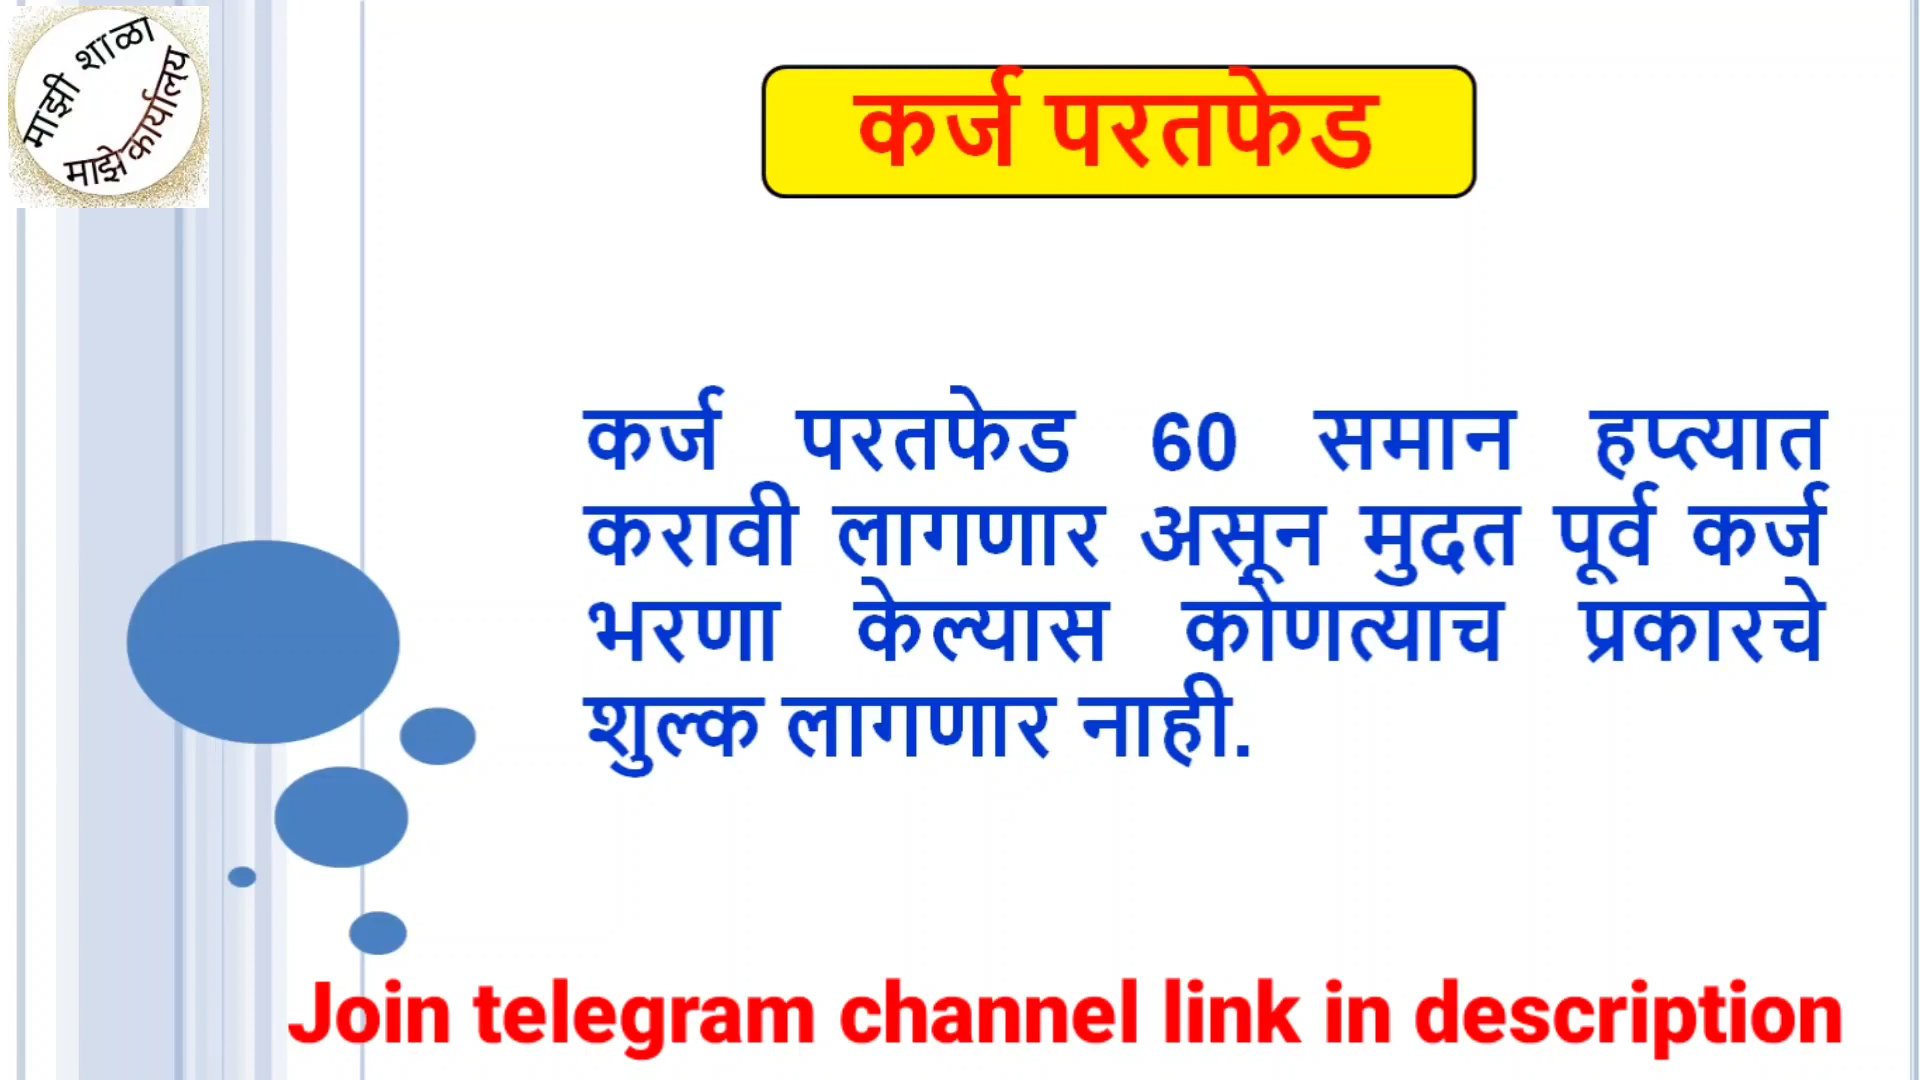 माझी शाळा
माझे कार्यालय
कर्ज परतफेड
कर्ज परतफेड 60 समान हप्त्यात
करावी लागणार असून मुदत पूर्व कर्ज
भरणा केल्यास कोणत्याच प्रकारचे
शुल्क लागणार नाही.
Join telegram channel link in description